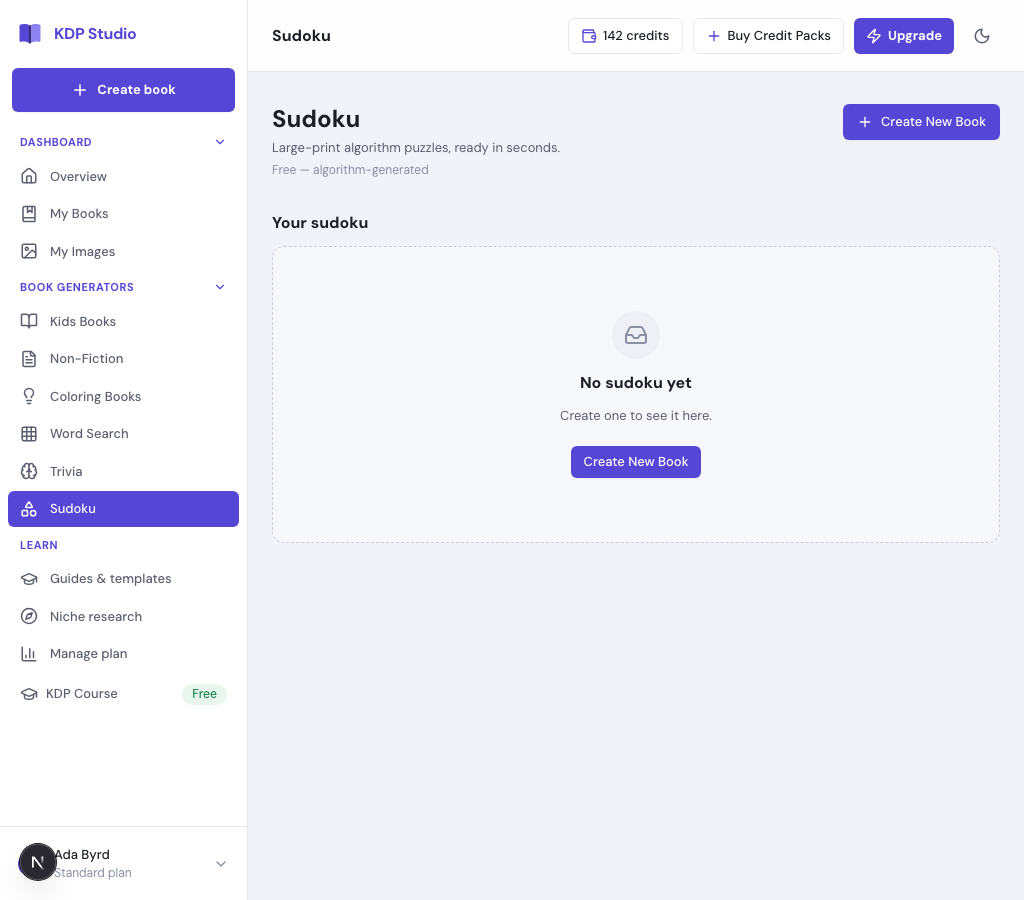 KDP Studio
Create book
DASHBOARD
Overview
My Books
My Images
BOOK GENERATORS
Kids Books
Non-Fiction
Coloring Books
Word Search
Trivia
Sudoku
LEARN
Guides & templates
Niche research
Manage plan
KDP Course Free
N Ada Byrd
Standard plan
Sudoku
142 credits
Buy Credit Packs
Upgrade
Sudoku
Create New Book
Large-print algorithm puzzles, ready in seconds.
Free — algorithm-generated
Your sudoku
No sudoku yet
Create one to see it here.
Create New Book